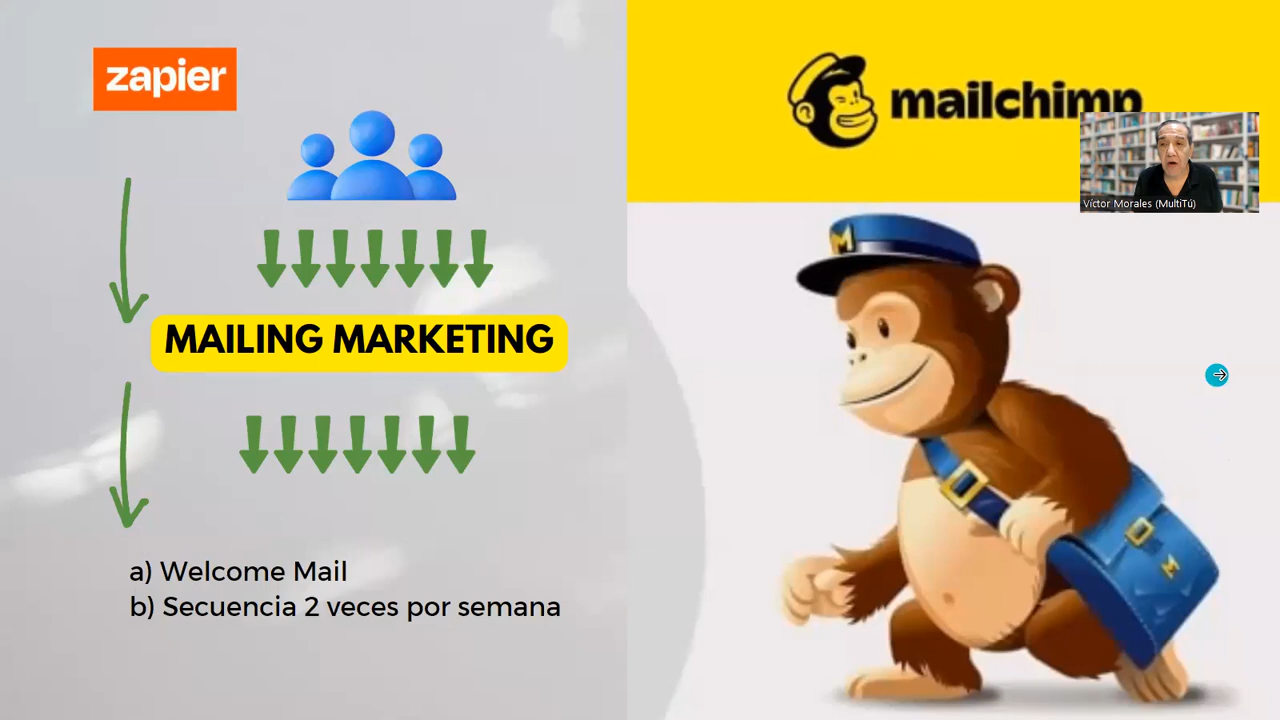 zapier
MAILING MARKETING
a) Welcome Mail
b) Secuencia 2 veces por semana
mailchimp
Víctor Morales (MultiTú)
M
M